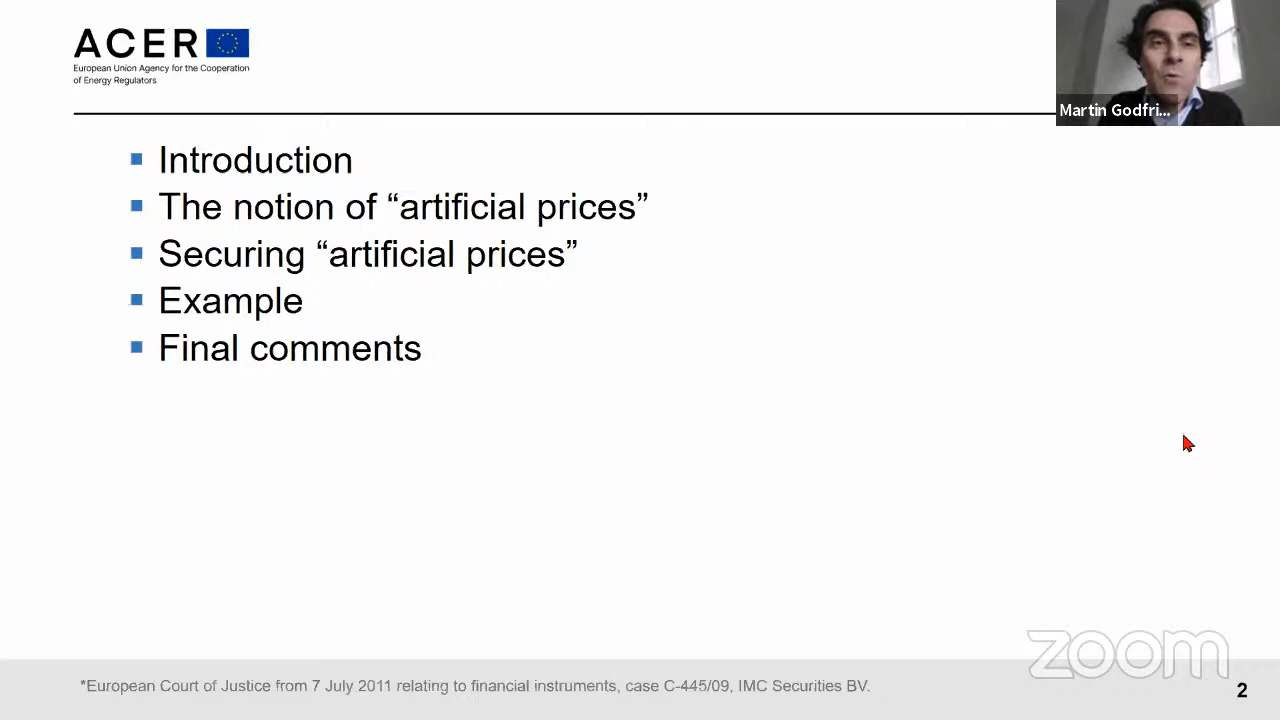 ACER
European Union Agency for the Cooperation
of Energy Regulators
Martin Godfri...
Introduction
The notion of “artificial prices”
Securing “artificial prices”
Example
Final comments
zoom
*European Court of Justice from 7 July 2011 relating to financial instruments, case C-445/09, IMC Securities BV.
2